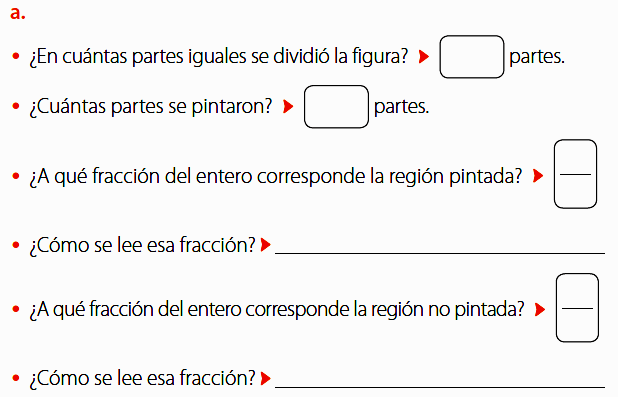 a.
• ¿En cuántas partes iguales se dividió la figura? ▶ partes.
• ¿Cuántas partes se pintaron? ▶ partes.
• ¿A qué fracción del entero corresponde la región pintada? ▶
• ¿Cómo se lee esa fracción? ▶
• ¿A qué fracción del entero corresponde la región no pintada? ▶
• ¿Cómo se lee esa fracción? ▶